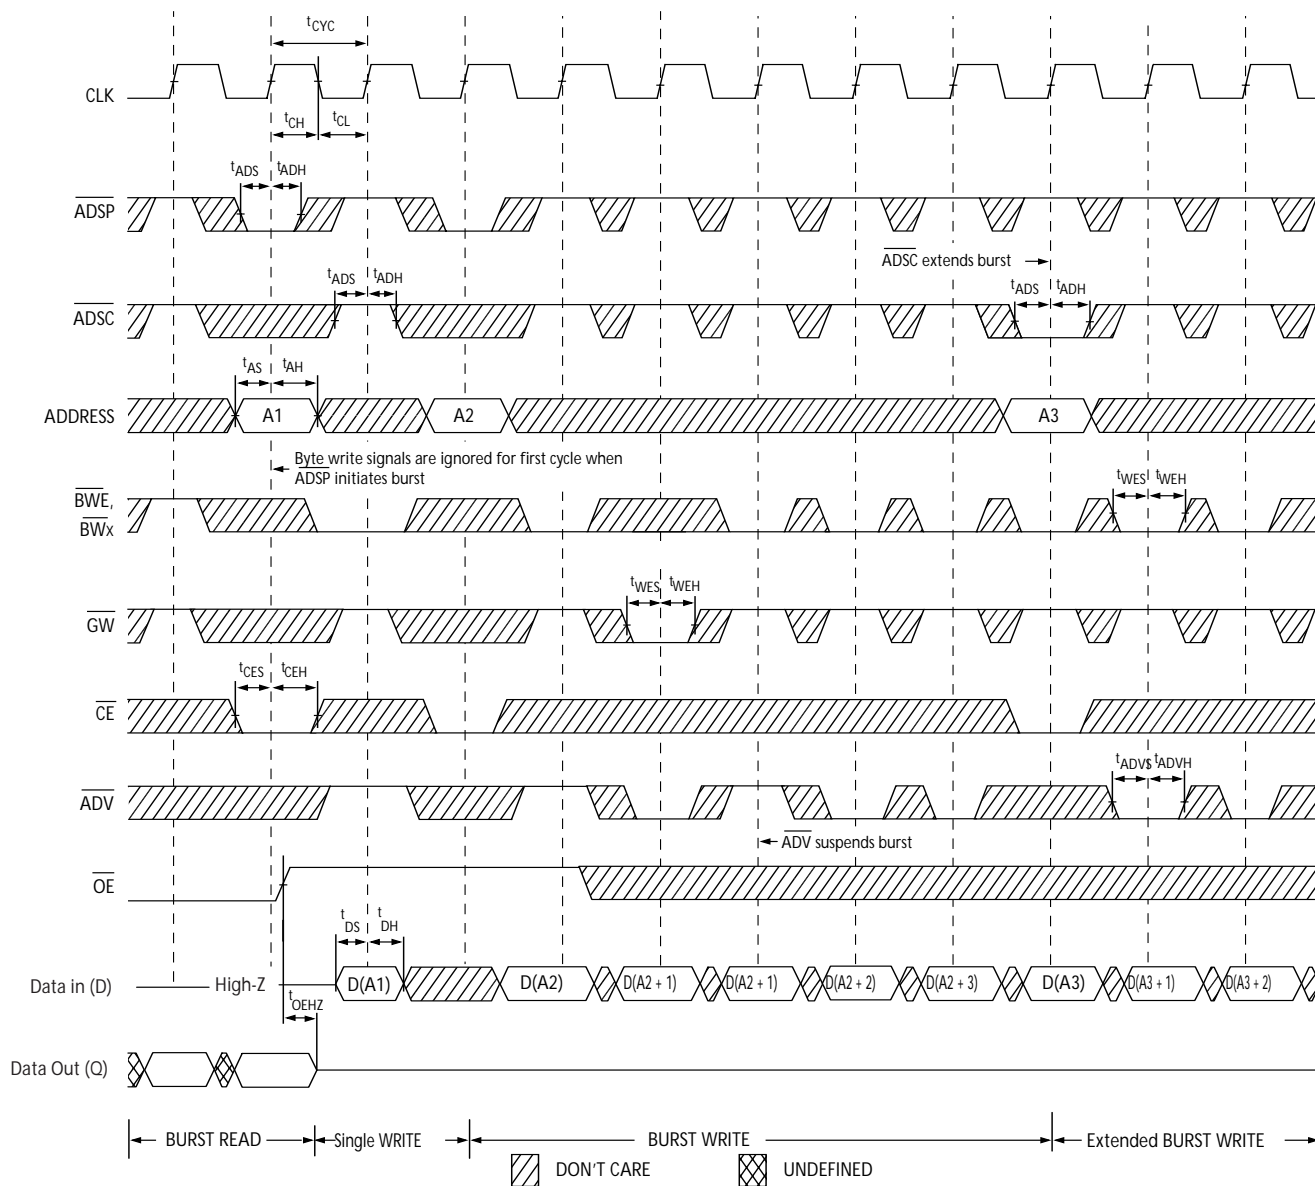 tCYC
CLK
tCH tCL
tADS tADH
ADSP
ADSC extends burst
tADS tADH
tADS tADH
ADSC
tAS tAH
ADDRESS
A1 A2 A3
Byte write signals are ignored for first cycle when
ADSP initiates burst
BWE,
BWx
tWES tWEH
tWES tWEH
GW
tCES tCEH
CE
tADVS tADVH
ADV
ADV suspends burst
OE
tDS tDH
Data in (D)
High-Z D(A1) D(A2) D(A2 + 1) D(A2 + 1) D(A2 + 2) D(A2 + 3) D(A3) D(A3 + 1) D(A3 + 2)
tOEHZ
Data Out (Q)
BURST READ Single WRITE BURST WRITE Extended BURST WRITE
DON'T CARE UNDEFINED